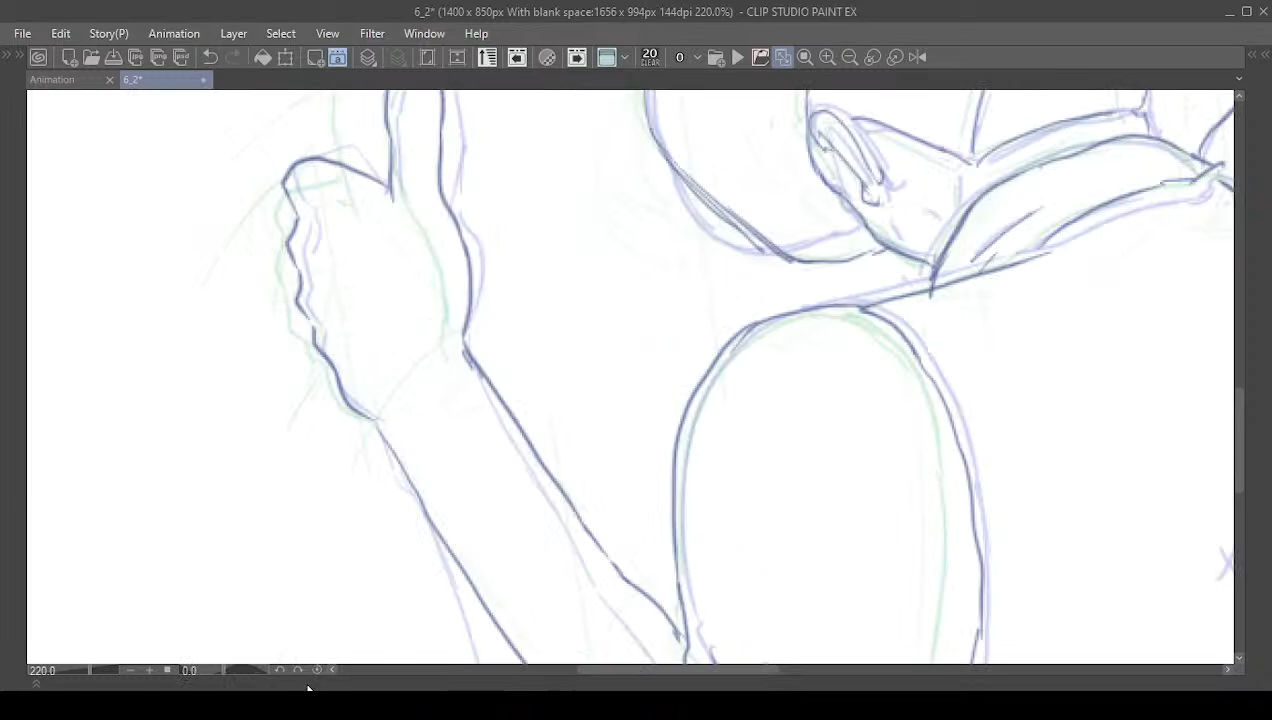 6_2* (1400 x 850px With blank space:1656 x 994px 144dpi 220.0%) - CLIP STUDIO PAINT EX
File Edit Story(P) Animation Layer Select View Filter Window Help
20 CLEAR 0
Animation 6_2*
220.0 0.0